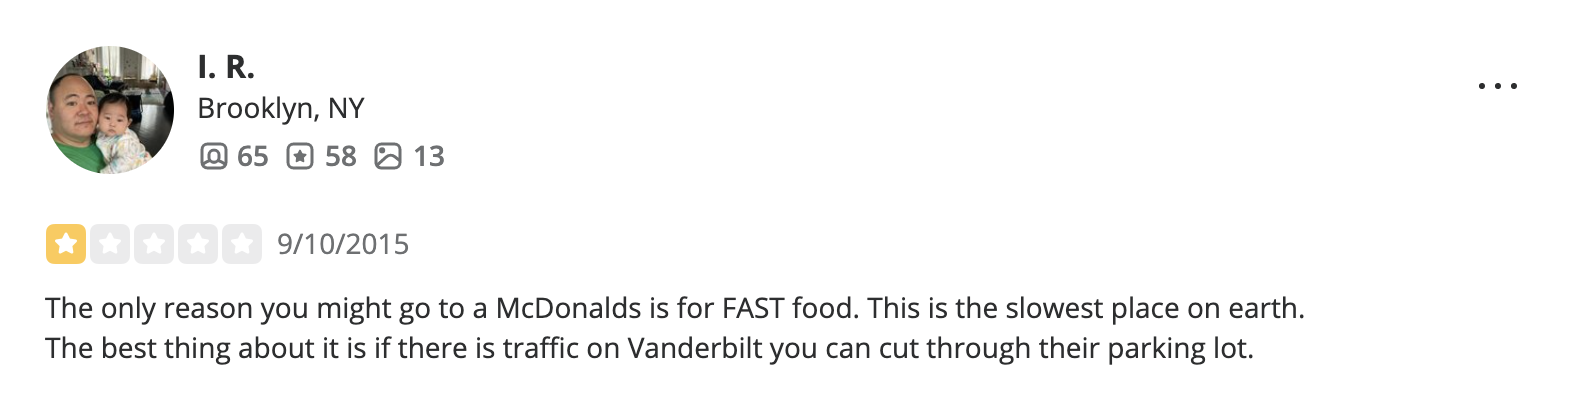 I. R.
Brooklyn, NY
65 58 13
9/10/2015
The only reason you might go to a McDonalds is for FAST food. This is the slowest place on earth.
The best thing about it is if there is traffic on Vanderbilt you can cut through their parking lot.